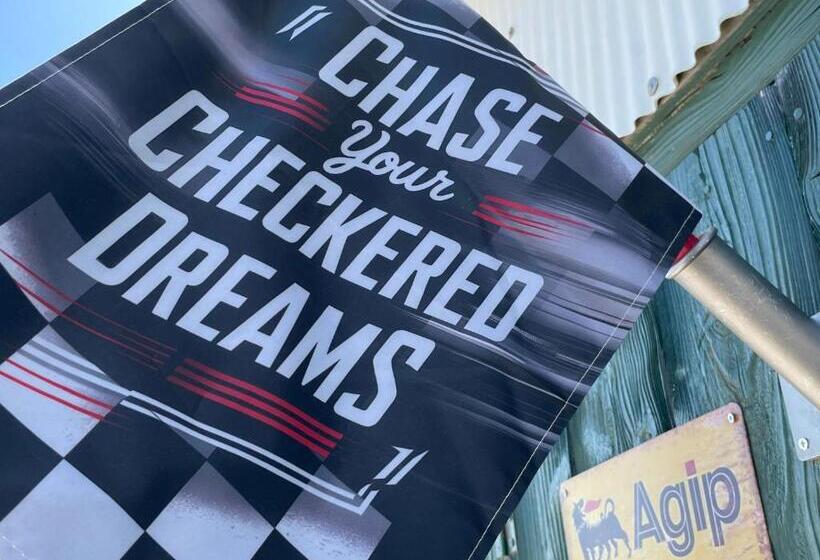 "CHASE
Your
CHECKERED
DREAMS"
Agip